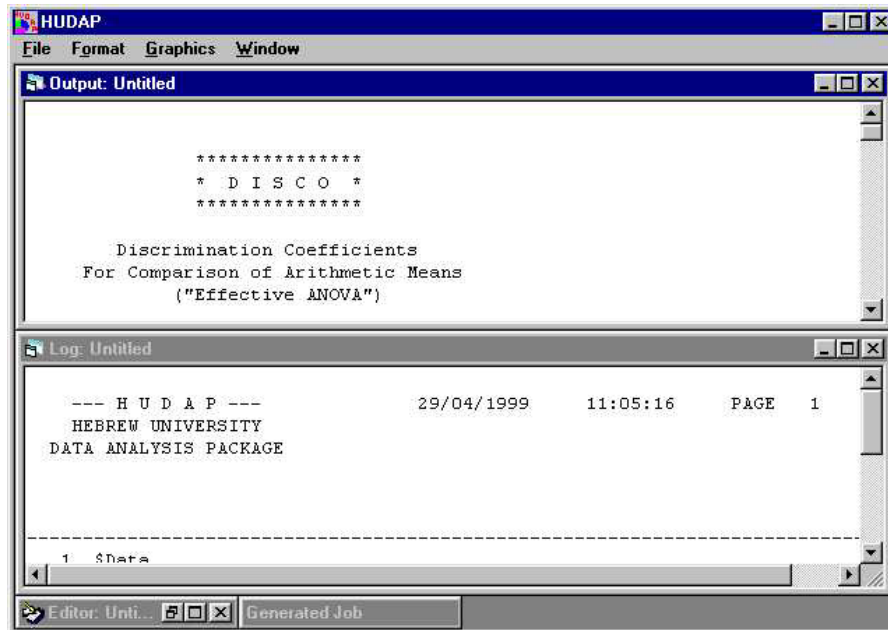 HUDAP
File Format Graphics Window
Output: Untitled
***************
* D I S C O *
***************
Discrimination Coefficients
For Comparison of Arithmetic Means
("Effective ANOVA")
Log: Untitled
--- H U D A P --- 29/04/1999 11:05:16 PAGE 1
HEBREW UNIVERSITY
DATA ANALYSIS PACKAGE
1 $Data
Editor: Unti... Generated Job